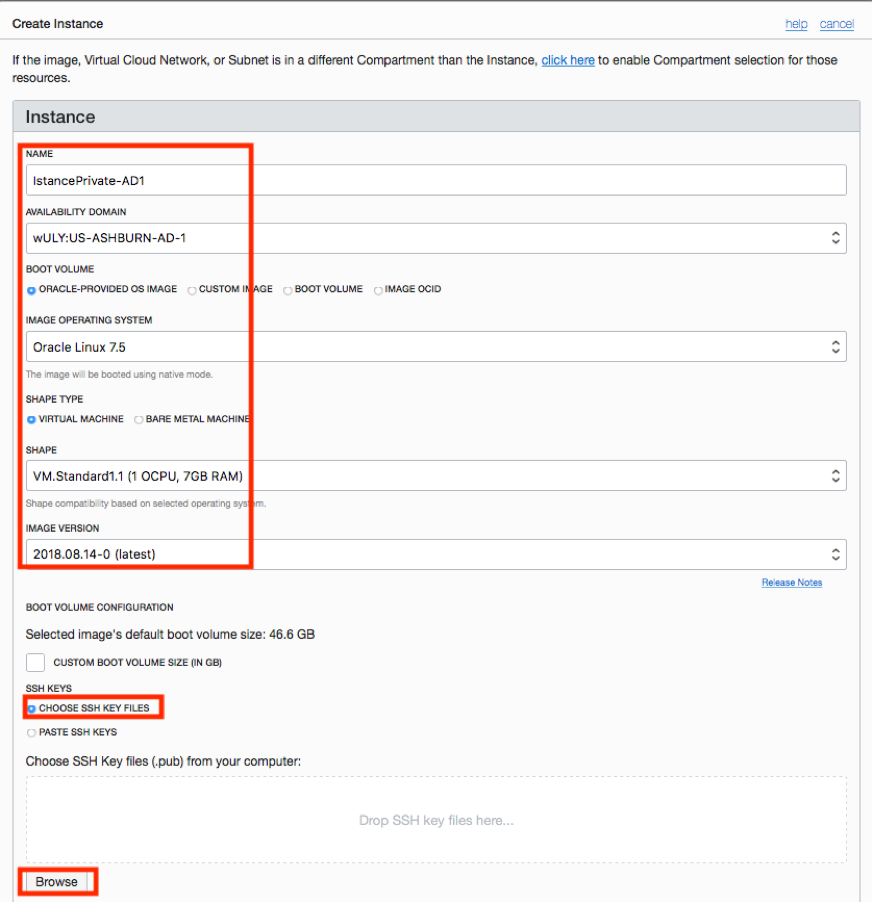 Create Instance
help cancel
If the image, Virtual Cloud Network, or Subnet is in a different Compartment than the Instance, click here to enable Compartment selection for those
resources.
Instance
NAME
IstancePrivate-AD1
AVAILABILITY DOMAIN
wULY:US-ASHBURN-AD-1
BOOT VOLUME
ORACLE-PROVIDED OS IMAGE CUSTOM IMAGE BOOT VOLUME IMAGE OCID
IMAGE OPERATING SYSTEM
Oracle Linux 7.5
The image will be booted using native mode.
SHAPE TYPE
VIRTUAL MACHINE BARE METAL MACHINE
SHAPE
VM.Standard1.1 (1 OCPU, 7GB RAM)
Shape compatibility based on selected operating system.
IMAGE VERSION
2018.08.14-0 (latest)
Release Notes
BOOT VOLUME CONFIGURATION
Selected image's default boot volume size: 46.6 GB
CUSTOM BOOT VOLUME SIZE (IN GB)
SSH KEYS
CHOOSE SSH KEY FILES
PASTE SSH KEYS
Choose SSH Key files (.pub) from your computer:
Drop SSH key files here...
Browse